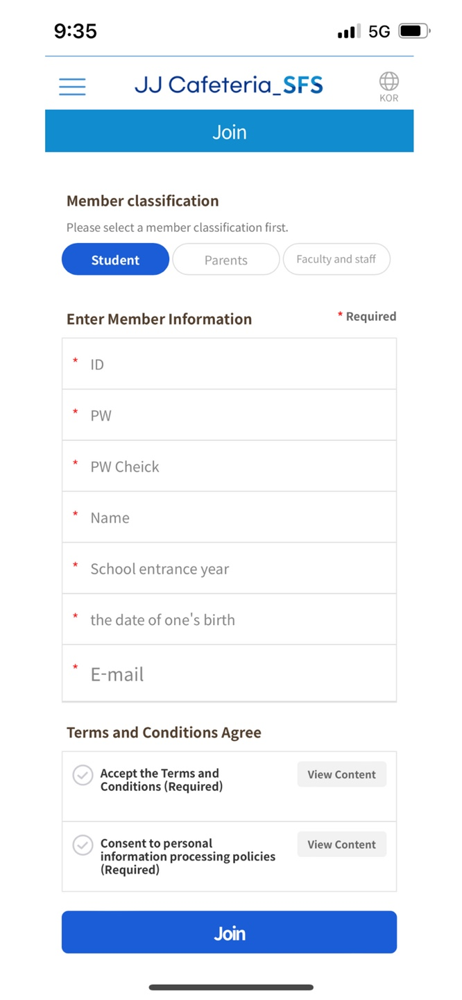 9:35
5G
JJ Cafeteria_SFS
KOR
Join
Member classification
Please select a member classification first.
Student
Parents
Faculty and staff
Enter Member Information
* Required
* ID
* PW
* PW Cheick
* Name
* School entrance year
* the date of one's birth
* E-mail
Terms and Conditions Agree
Accept the Terms and
Conditions (Required)
View Content
Consent to personal
information processing policies
(Required)
View Content
Join